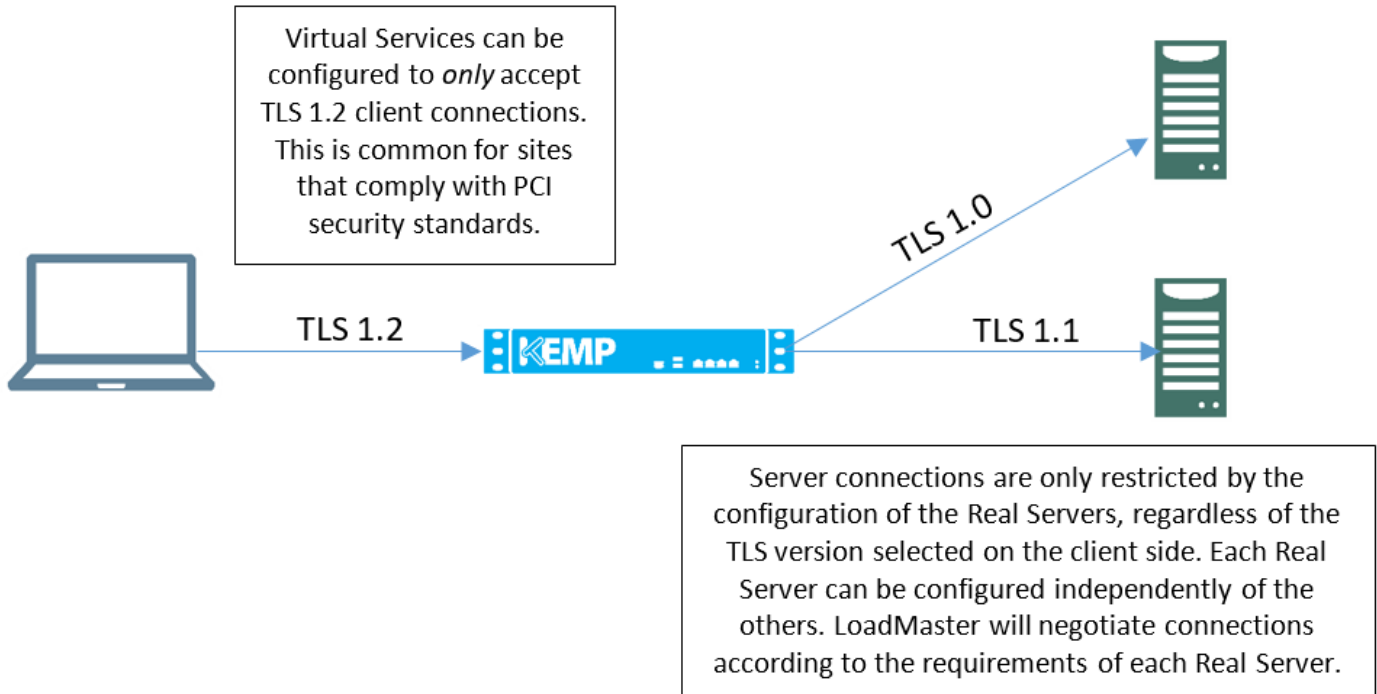 Virtual Services can be
configured to only accept
TLS 1.2 client connections.
This is common for sites
that comply with PCI
security standards.
TLS 1.0
TLS 1.2
KEMP
TLS 1.1
Server connections are only restricted by the
configuration of the Real Servers, regardless of the
TLS version selected on the client side. Each Real
Server can be configured independently of the
others. LoadMaster will negotiate connections
according to the requirements of each Real Server.